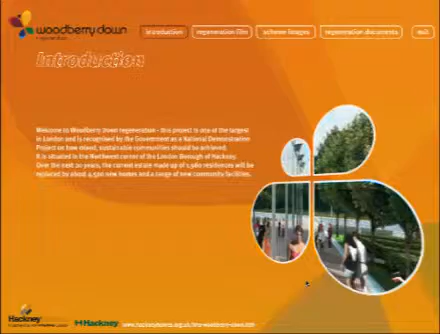 woodberry down
introduction
regeneration film
scheme images
regeneration documents
exit
Introduction
Welcome to Woodberry Down regeneration - this project is one of the largest
in London and is recognised by the Government as a National Demonstration
Project on how mixed, sustainable communities should be achieved.
It is situated in the Northwest corner of the London Borough of Hackney.
Over the next 20 years, the current estate made up of 1,980 residences will be
replaced by about 4,500 new homes and a range of new community facilities.
Hackney
Hackney